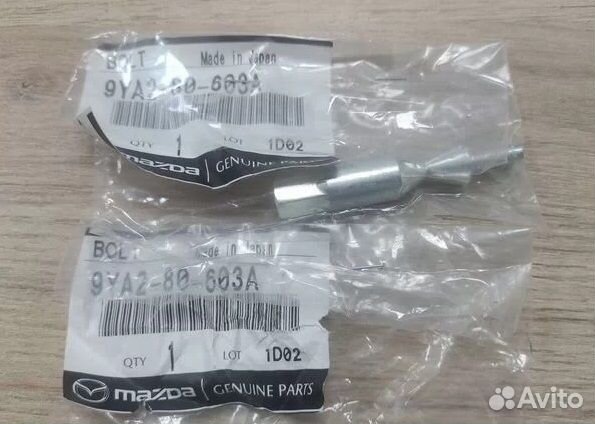 BOLT Made in Japan
9YA2-80-603A
QTY 1 LOT 1D02
mazda GENUINE PARTS
BOLT Made in Japan
9YA2-80-603A
QTY 1 LOT 1D02
mazda GENUINE PARTS
Avito